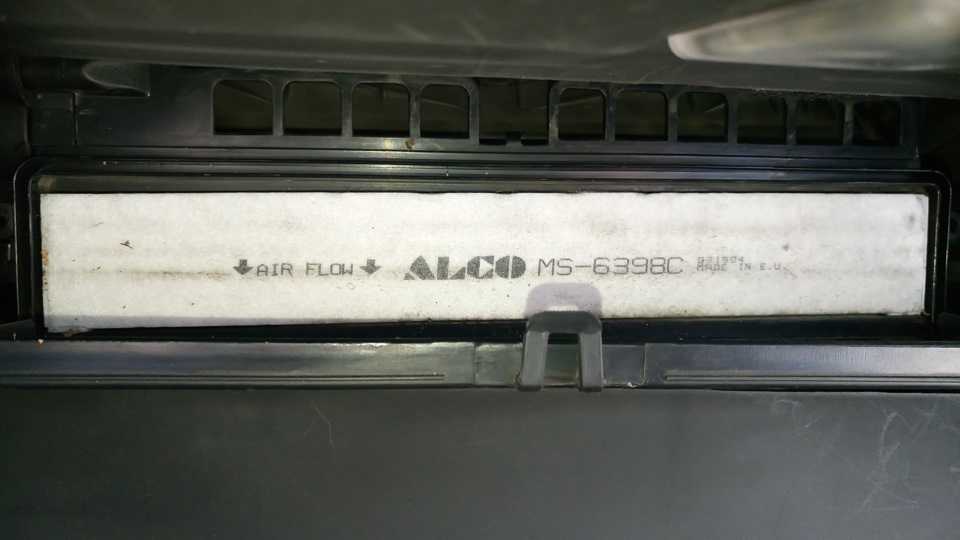 AIR FLOW ALCO MS-6398C
MADE IN E.U.